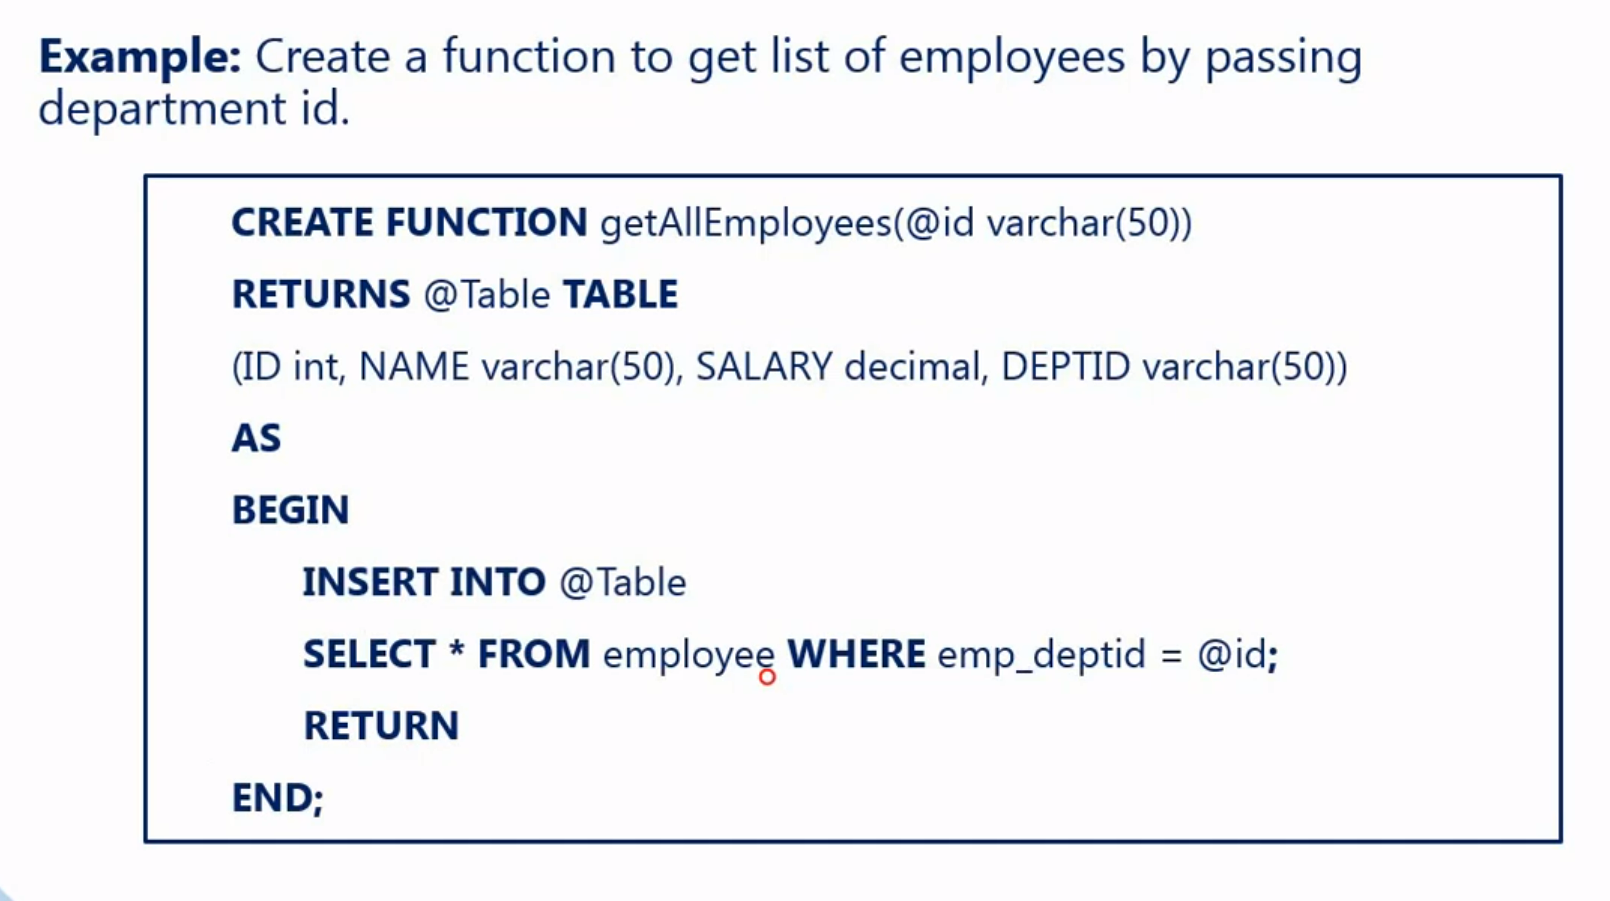 Example: Create a function to get list of employees by passing
department id.
CREATE FUNCTION getAllEmployees(@id varchar(50))
RETURNS @Table TABLE
(ID int, NAME varchar(50), SALARY decimal, DEPTID varchar(50))
AS
BEGIN
INSERT INTO @Table
SELECT * FROM employee WHERE emp_deptid = @id;
RETURN
END;